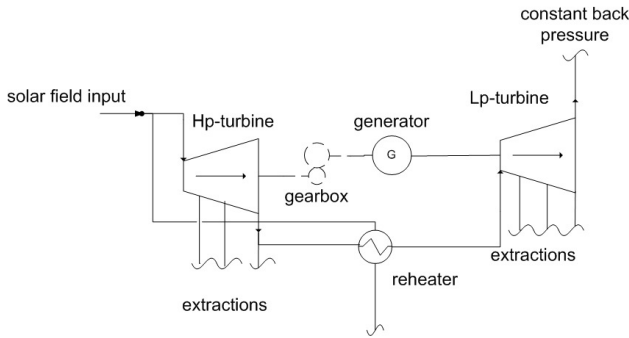 constant back
pressure
solar field input
Hp-turbine
generator
Lp-turbine
G
gearbox
extractions
reheater
extractions